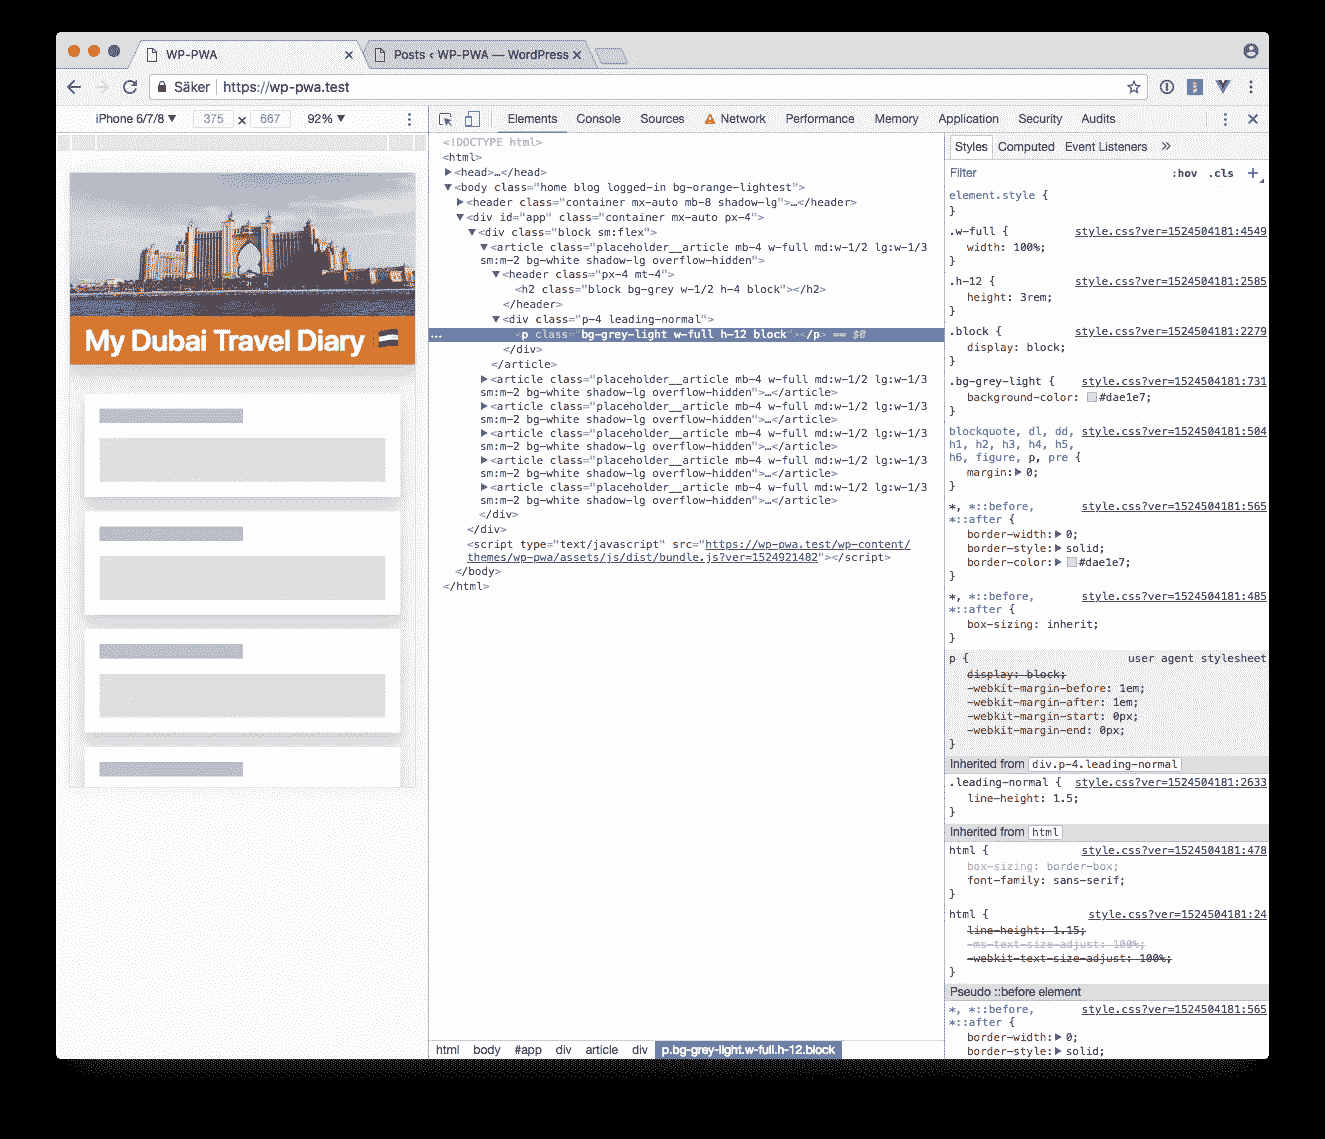 WP-PWA
Posts ‹ WP-PWA — WordPress
Säker
https://wp-pwa.test
iPhone 6/7/8 ▼
375
×
667
92% ▼
Elements
Console
Sources
Network
Performance
Memory
Application
Security
Audits
My Dubai Travel Diary
<!DOCTYPE html>
<html>
▶<head>…</head>
▼<body class="home blog logged-in bg-orange-lightest">
▶<header class="container mx-auto mb-8 shadow-lg">…</header>
▼<div id="app" class="container mx-auto px-4">
▼<div class="block sm:flex">
▼<article class="placeholder__article mb-4 w-full md:w-1/2 lg:w-1/3
sm:m-2 bg-white shadow-lg overflow-hidden">
▼<header class="px-4 mt-4">
<h2 class="block bg-grey w-1/2 h-4 block"></h2>
</header>
▼<div class="p-4 leading-normal">
… <p class="bg-grey-light w-full h-12 block"></p> == $0
</div>
</article>
▶<article class="placeholder__article mb-4 w-full md:w-1/2 lg:w-1/3
sm:m-2 bg-white shadow-lg overflow-hidden">…</article>
▶<article class="placeholder__article mb-4 w-full md:w-1/2 lg:w-1/3
sm:m-2 bg-white shadow-lg overflow-hidden">…</article>
▶<article class="placeholder__article mb-4 w-full md:w-1/2 lg:w-1/3
sm:m-2 bg-white shadow-lg overflow-hidden">…</article>
▶<article class="placeholder__article mb-4 w-full md:w-1/2 lg:w-1/3
sm:m-2 bg-white shadow-lg overflow-hidden">…</article>
▶<article class="placeholder__article mb-4 w-full md:w-1/2 lg:w-1/3
sm:m-2 bg-white shadow-lg overflow-hidden">…</article>
</div>
</div>
<script type="text/javascript" src="https://wp-pwa.test/wp-content/
themes/wp-pwa/assets/js/dist/bundle.js?ver=1524921482"></script>
</body>
</html>
html body #app div article div p.bg-grey-light.w-full.h-12.block
Styles Computed Event Listeners »
Filter :hov .cls +
element.style {
}
.w-full { style.css?ver=1524504181:4549
width: 100%;
}
.h-12 { style.css?ver=1524504181:2585
height: 3rem;
}
.block { style.css?ver=1524504181:2279
display: block;
}
.bg-grey-light { style.css?ver=1524504181:731
background-color: #dae1e7;
}
blockquote, dl, dd, style.css?ver=1524504181:504
h1, h2, h3, h4, h5,
h6, figure, p, pre {
margin:▶ 0;
}
*, *::before, style.css?ver=1524504181:565
*::after {
border-width:▶ 0;
border-style:▶ solid;
border-color:▶ #dae1e7;
}
*, *::before, style.css?ver=1524504181:485
*::after {
box-sizing: inherit;
}
p { user agent stylesheet
display: block;
-webkit-margin-before: 1em;
-webkit-margin-after: 1em;
-webkit-margin-start: 0px;
-webkit-margin-end: 0px;
}
Inherited from div.p-4.leading-normal
.leading-normal { style.css?ver=1524504181:2633
line-height: 1.5;
}
Inherited from html
html { style.css?ver=1524504181:478
box-sizing: border-box;
font-family: sans-serif;
}
html { style.css?ver=1524504181:24
line-height: 1.15;
-ms-text-size-adjust: 100%;
-webkit-text-size-adjust: 100%;
}
Pseudo ::before element
*, *::before, style.css?ver=1524504181:565
*::after {
border-width:▶ 0;
border-style:▶ solid;